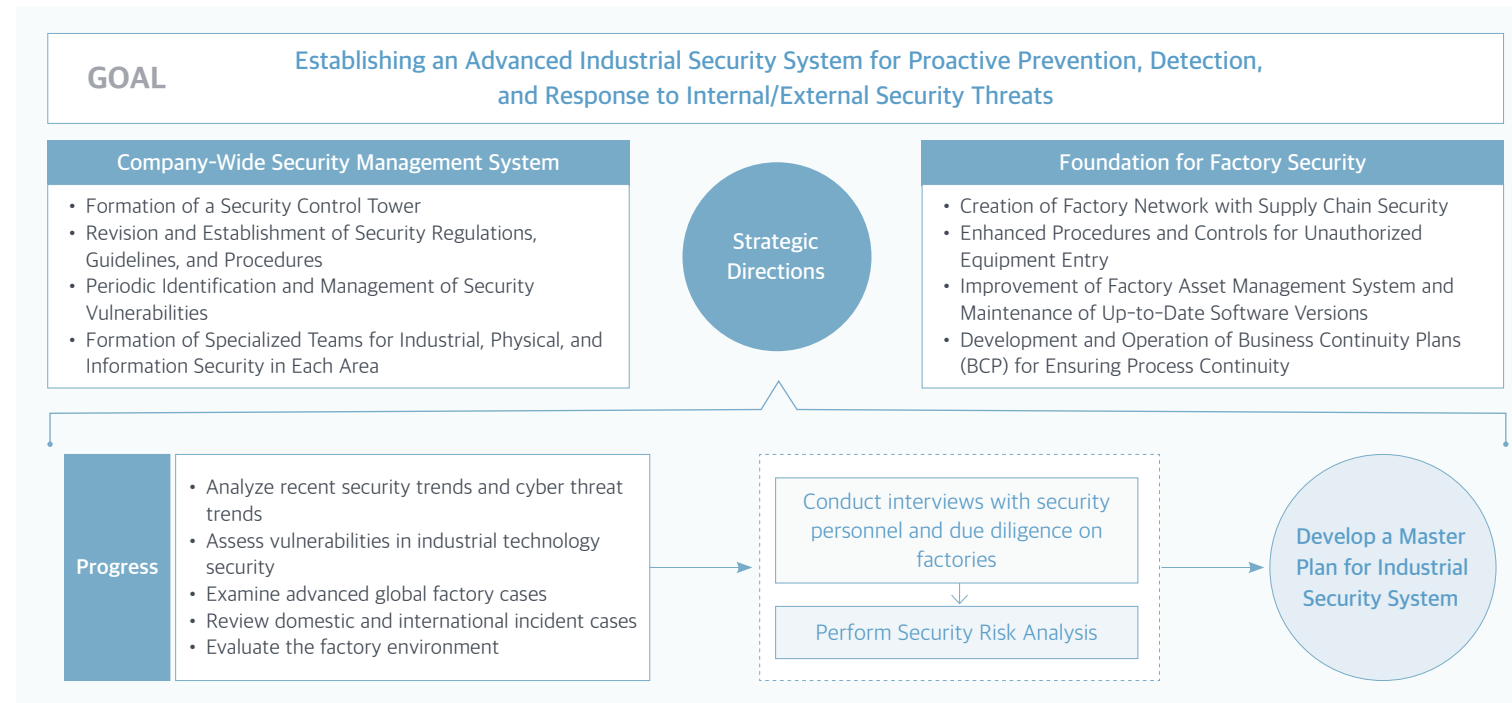 GOAL
Establishing an Advanced Industrial Security System for Proactive Prevention, Detection,
and Response to Internal/External Security Threats
Company-Wide Security Management System
• Formation of a Security Control Tower
• Revision and Establishment of Security Regulations,
Guidelines, and Procedures
• Periodic Identification and Management of Security
Vulnerabilities
• Formation of Specialized Teams for Industrial, Physical, and
Information Security in Each Area
Strategic
Directions
Foundation for Factory Security
• Creation of Factory Network with Supply Chain Security
• Enhanced Procedures and Controls for Unauthorized
Equipment Entry
• Improvement of Factory Asset Management System and
Maintenance of Up-to-Date Software Versions
• Development and Operation of Business Continuity Plans
(BCP) for Ensuring Process Continuity
Progress
• Analyze recent security trends and cyber threat
trends
• Assess vulnerabilities in industrial technology
security
• Examine advanced global factory cases
• Review domestic and international incident cases
• Evaluate the factory environment
Conduct interviews with security
personnel and due diligence on
factories
Perform Security Risk Analysis
Develop a Master
Plan for Industrial
Security System